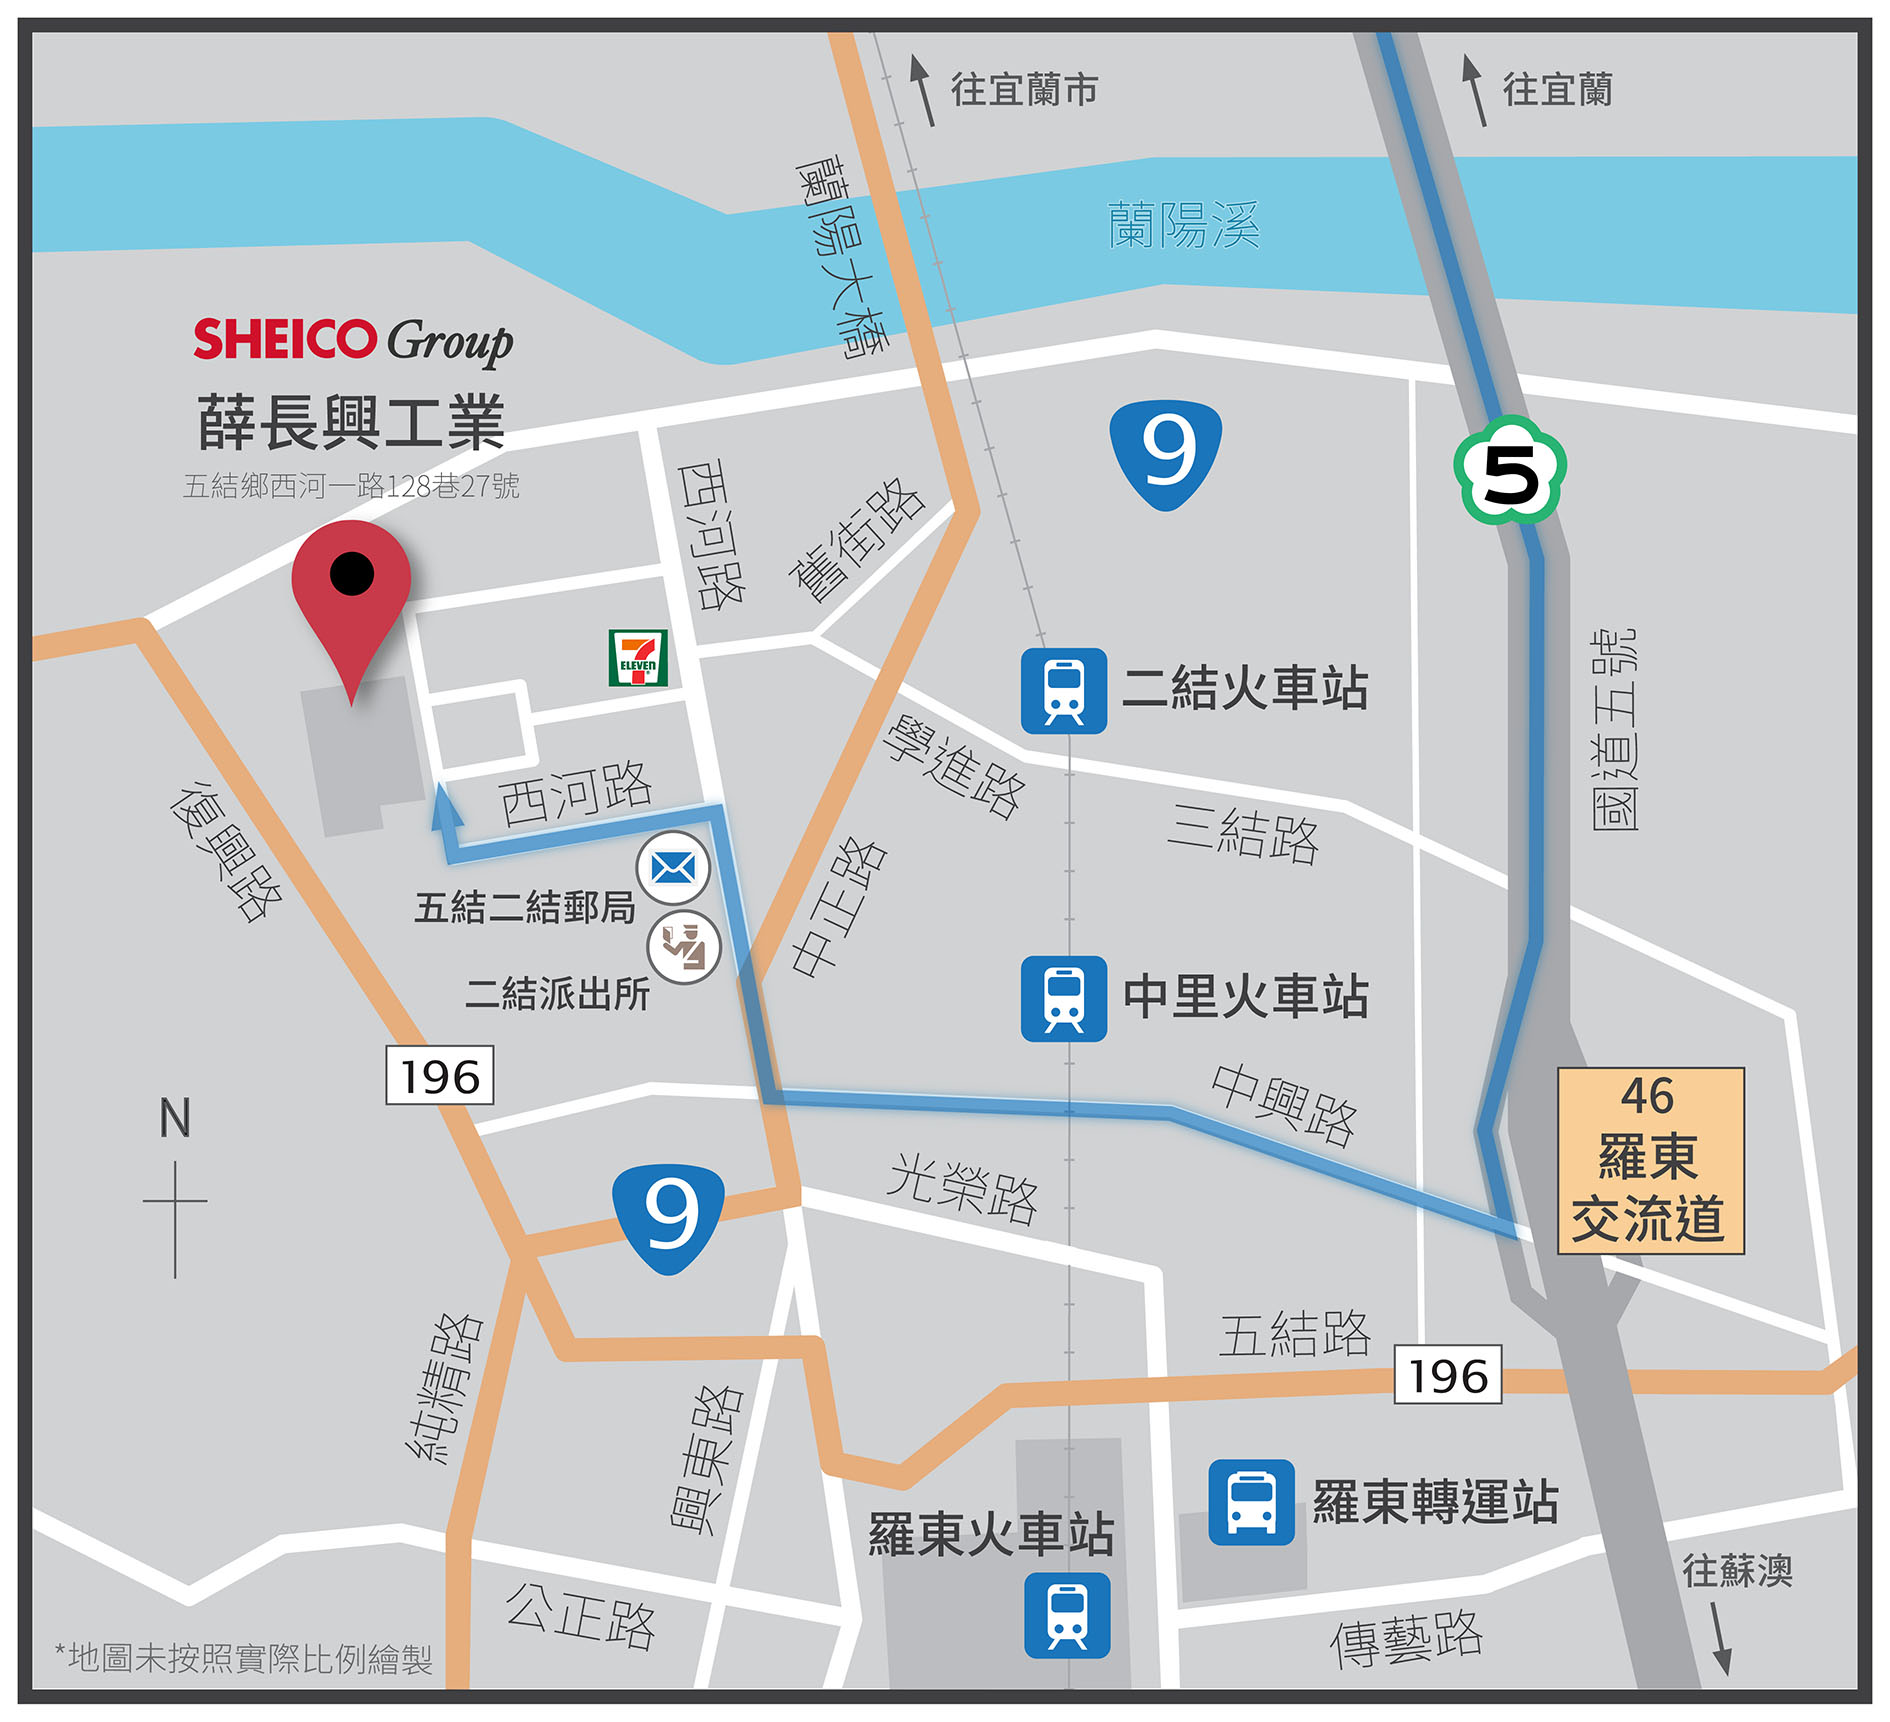 往宜蘭市
往宜蘭
蘭陽大橋
蘭陽溪
SHEICO Group
薛長興工業
五結鄉西河一路128巷27號
9
5
西河路
舊街路
7
ELEVEn
二結火車站
國道五號
學進路
西河路
三結路
復興路
中正路
五結二結郵局
二結派出所
中里火車站
196
46
羅東
交流道
中興路
N
光榮路
9
五結路
196
純精路
興東路
羅東轉運站
羅東火車站
往蘇澳
公正路
傳藝路
*地圖未按照實際比例繪製